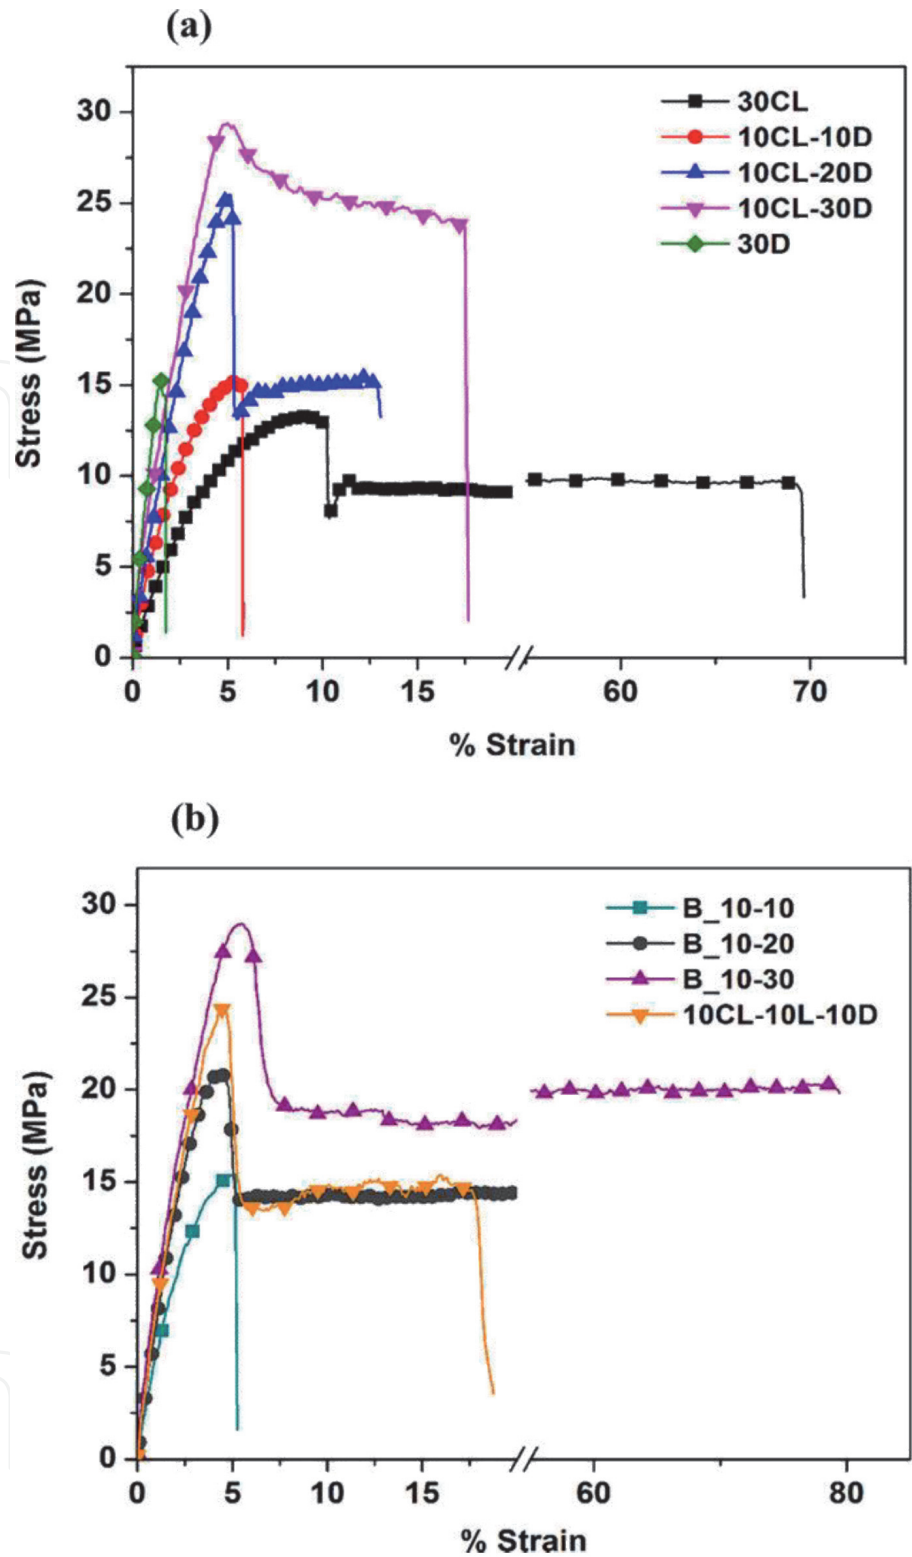 (a)
30
25
20
15
10
5
0
Stress (MPa)
30CL
10CL-10D
10CL-20D
10CL-30D
30D
0 5 10 15 60 70
% Strain
(b)
30
25
20
15
10
5
0
Stress (MPa)
B_10-10
B_10-20
B_10-30
10CL-10L-10D
0 5 10 15 60 80
% Strain